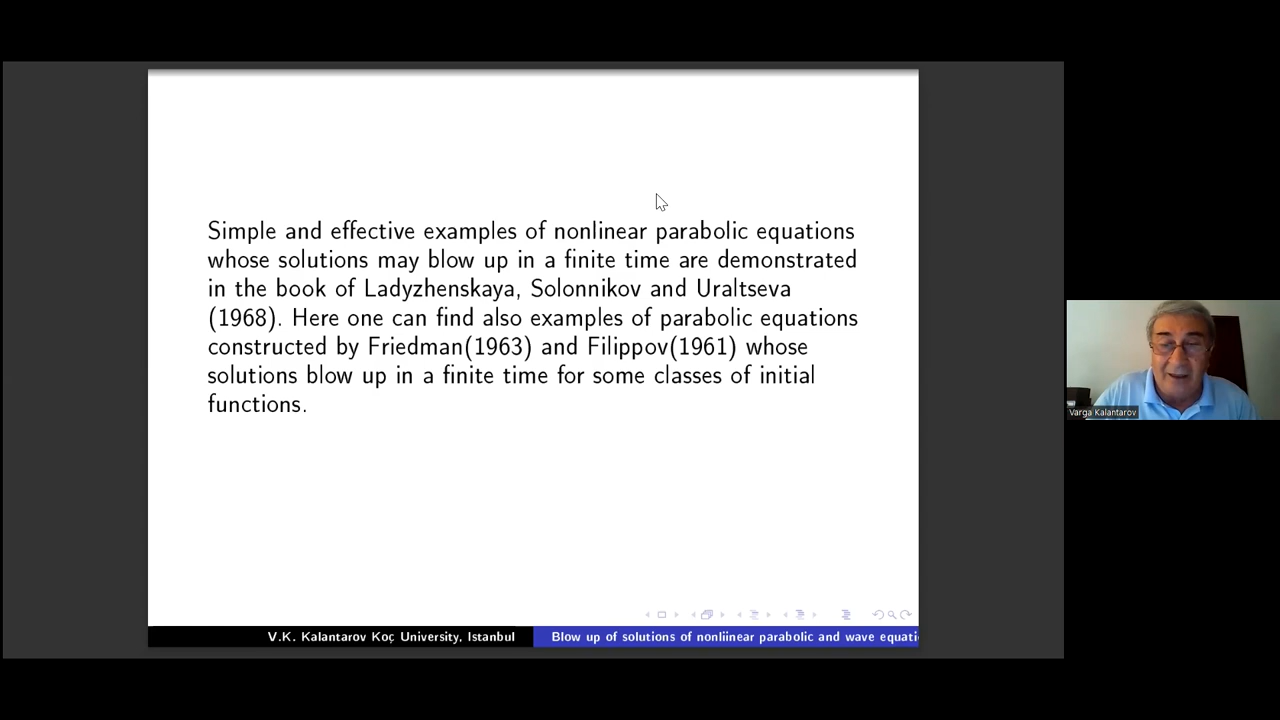 Simple and effective examples of nonlinear parabolic equations
whose solutions may blow up in a finite time are demonstrated
in the book of Ladyzhenskaya, Solonnikov and Uraltseva
(1968). Here one can find also examples of parabolic equations
constructed by Friedman(1963) and Filippov(1961) whose
solutions blow up in a finite time for some classes of initial
functions.
Varga Kalantarov
V.K. Kalantarov Koç University, Istanbul
Blow up of solutions of nonliinear parabolic and wave equati